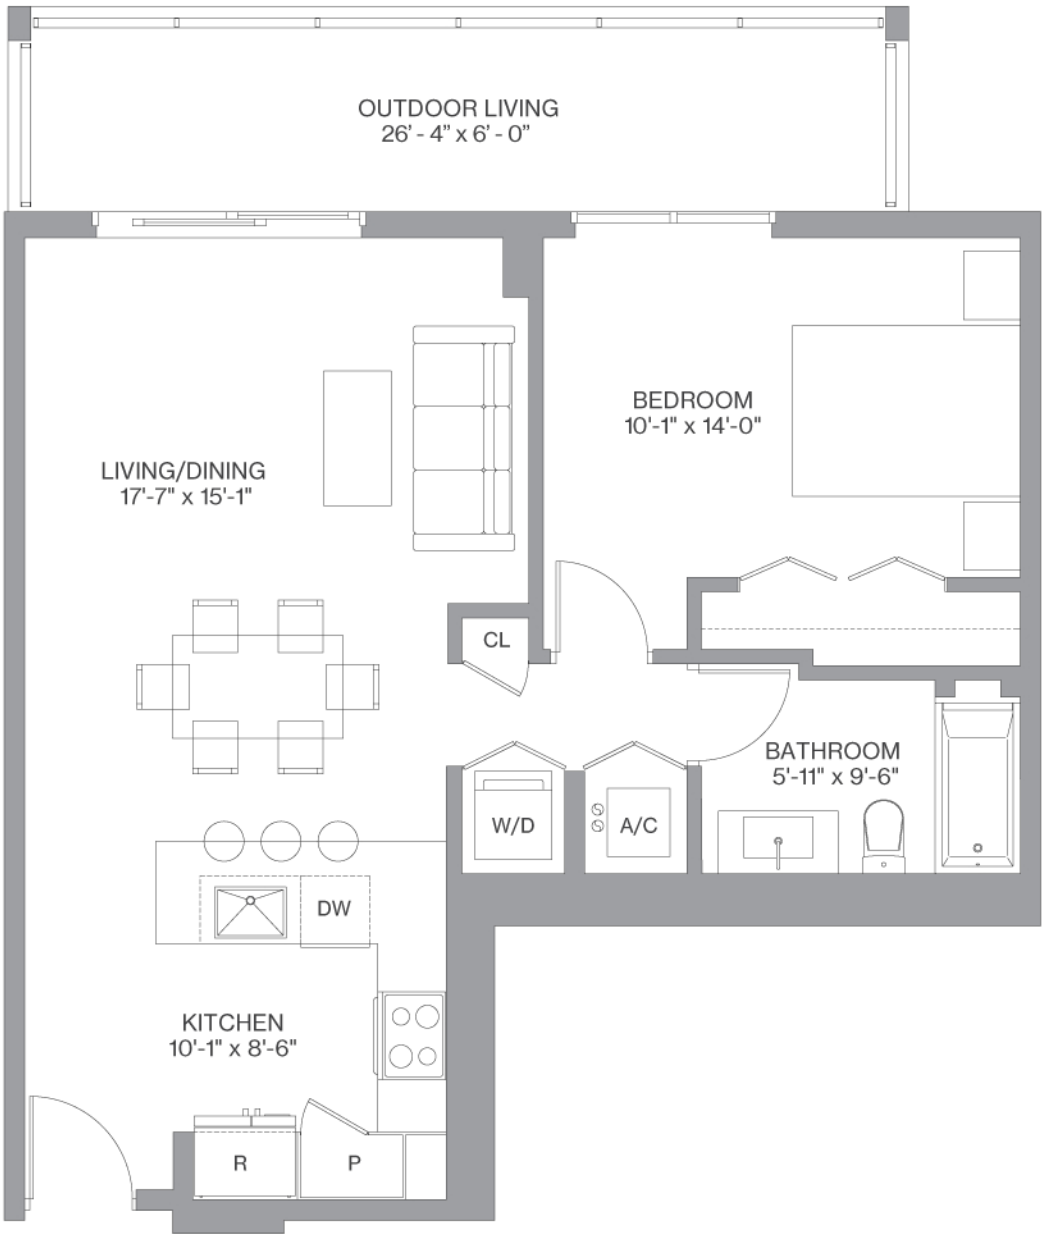 OUTDOOR LIVING
26’ - 4” x 6’ - 0”
BEDROOM
10'-1" x 14'-0"
LIVING/DINING
17'-7" x 15'-1"
CL
BATHROOM
5'-11" x 9'-6"
W/D
A/C
DW
KITCHEN
10'-1" x 8'-6"
R
P